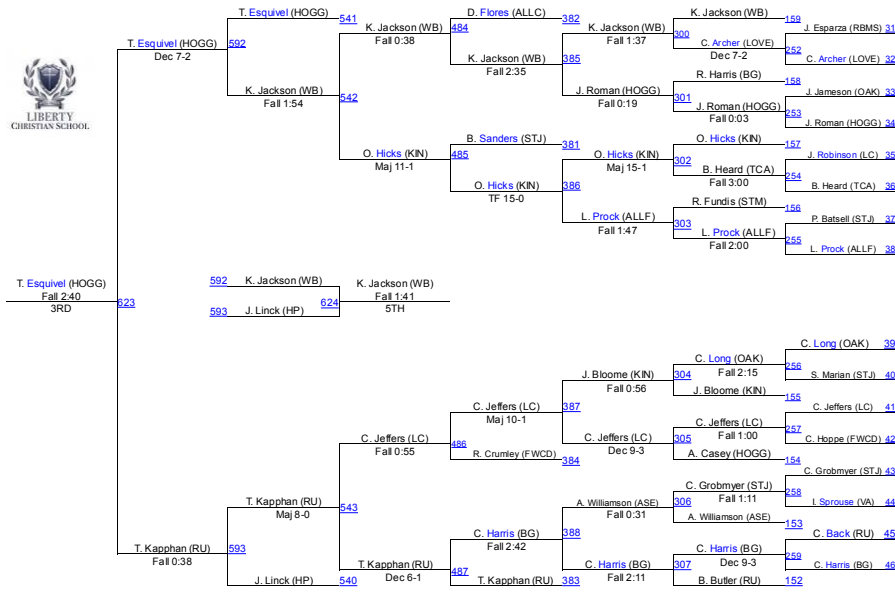 T. Esquivel (HOGG)
541
D. Flores (ALLC)
382
K. Jackson (WB)
159
K. Jackson (WB)
484
K. Jackson (WB)
J. Esparza (RBMS)
31
Fall 0:38
Fall 1:37
300
T. Esquivel (HOGG)
592
C. Archer (LOVE)
252
Dec 7-2
K. Jackson (WB)
385
Dec 7-2
C. Archer (LOVE)
32
Fall 2:35
R. Harris (BG)
158
K. Jackson (WB)
542
J. Roman (HOGG)
301
J. Jameson (OAK)
33
Fall 1:54
Fall 0:19
J. Roman (HOGG)
253
Fall 0:03
J. Roman (HOGG)
34
LIBERTY
CHRISTIAN SCHOOL
B. Sanders (STJ)
381
O. Hicks (KIN)
157
O. Hicks (KIN)
485
O. Hicks (KIN)
302
J. Robinson (LC)
35
Maj 11-1
Maj 15-1
B. Heard (TCA)
254
O. Hicks (KIN)
386
Fall 3:00
B. Heard (TCA)
36
TF 15-0
R. Fundis (STM)
156
L. Prock (ALLF)
303
P. Batsell (STJ)
37
Fall 1:47
L. Prock (ALLF)
255
Fall 2:00
L. Prock (ALLF)
38
T. Esquivel (HOGG)
592
K. Jackson (WB)
K. Jackson (WB)
Fall 2:40
623
624
Fall 1:41
3RD
593
J. Linck (HP)
5TH
C. Long (OAK)
39
C. Long (OAK)
256
J. Bloome (KIN)
304
Fall 2:15
S. Marian (STJ)
40
Fall 0:56
J. Bloome (KIN)
155
C. Jeffers (LC)
387
C. Jeffers (LC)
41
Maj 10-1
C. Jeffers (LC)
257
C. Jeffers (LC)
486
C. Jeffers (LC)
305
Fall 1:00
C. Hoppe (FWCD)
42
Fall 0:55
R. Crumley (FWCD)
384
Dec 9-3
A. Casey (HOGG)
154
C. Grobmyer (STJ)
43
C. Grobmyer (STJ)
258
T. Kapphan (RU)
543
A. Williamson (ASE)
306
Fall 1:11
I. Sprouse (VA)
44
Maj 8-0
Fall 0:31
A. Williamson (ASE)
153
C. Harris (BG)
388
C. Back (RU)
45
T. Kapphan (RU)
593
Fall 2:42
C. Harris (BG)
259
Fall 0:38
T. Kapphan (RU)
487
C. Harris (BG)
307
Dec 9-3
C. Harris (BG)
46
J. Linck (HP)
540
Dec 6-1
T. Kapphan (RU)
383
Fall 2:11
B. Butler (RU)
152